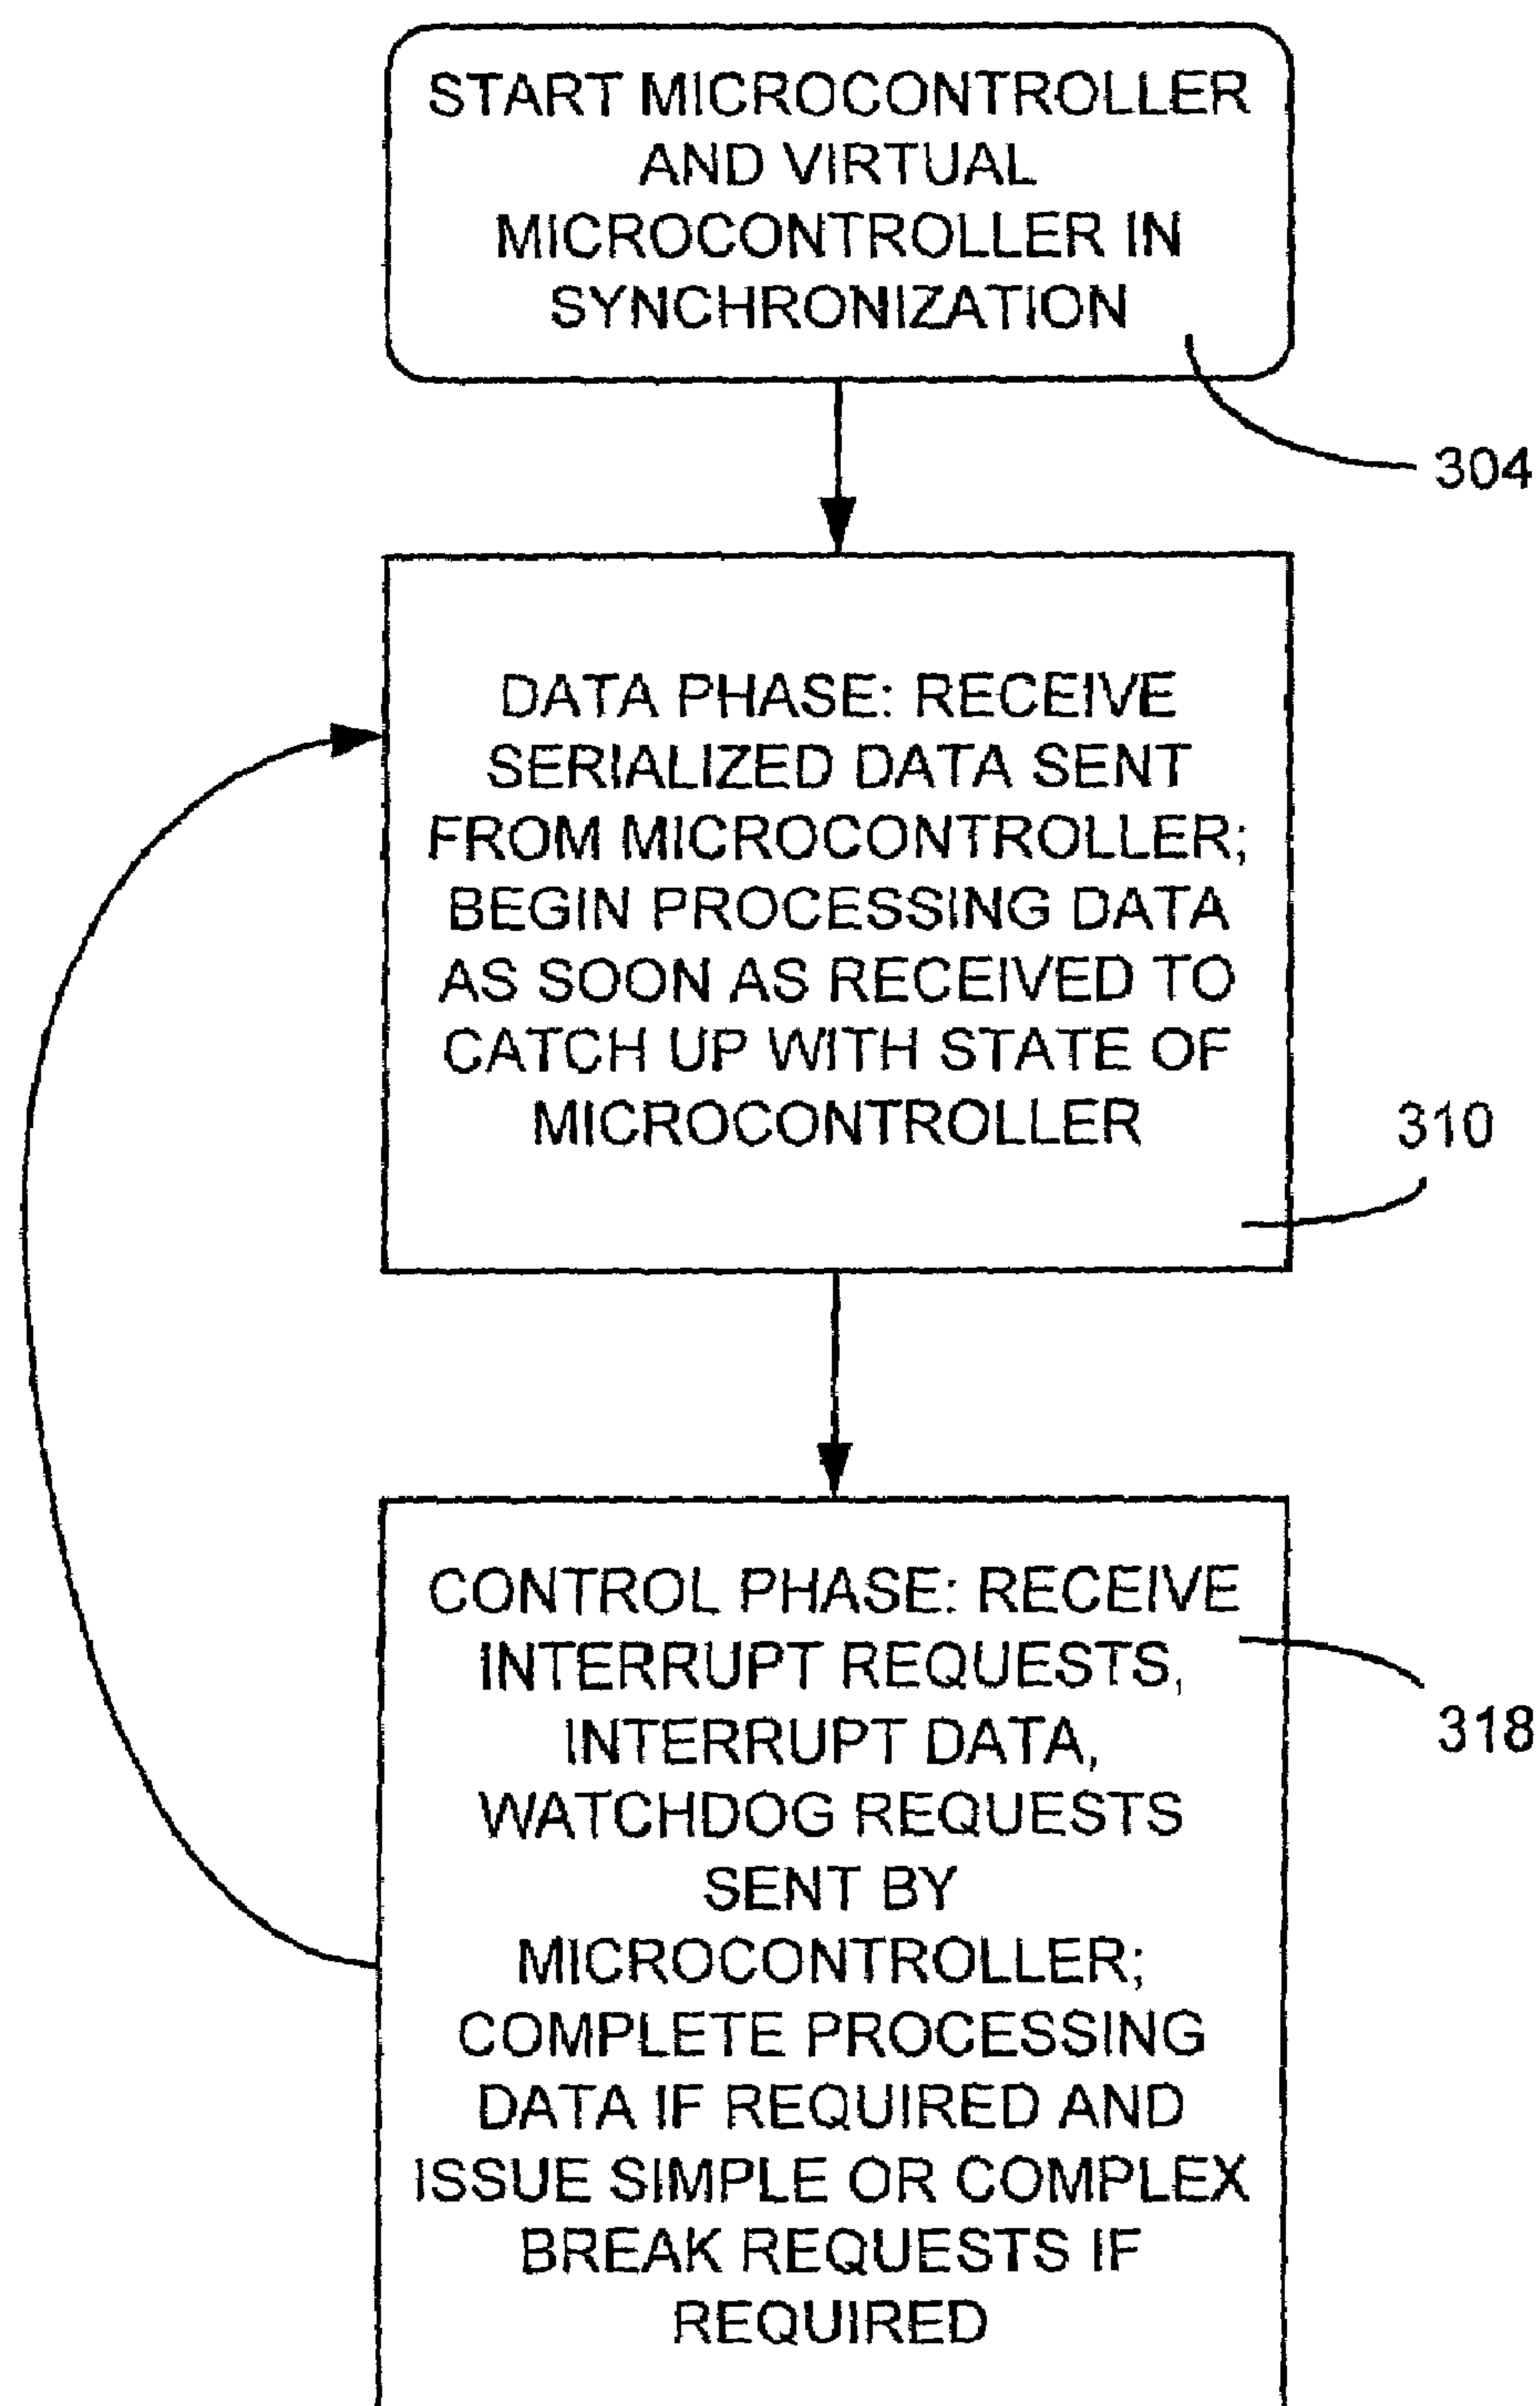 START MICROCONTROLLER
AND VIRTUAL
MICROCONTROLLER IN
SYNCHRONIZATION
304
DATA PHASE: RECEIVE
SERIALIZED DATA SENT
FROM MICROCONTROLLER;
BEGIN PROCESSING DATA
AS SOON AS RECEIVED TO
CATCH UP WITH STATE OF
MICROCONTROLLER
310
CONTROL PHASE: RECEIVE
INTERRUPT REQUESTS,
INTERRUPT DATA,
WATCHDOG REQUESTS
SENT BY
MICROCONTROLLER;
COMPLETE PROCESSING
DATA IF REQUIRED AND
ISSUE SIMPLE OR COMPLEX
BREAK REQUESTS IF
REQUIRED
318